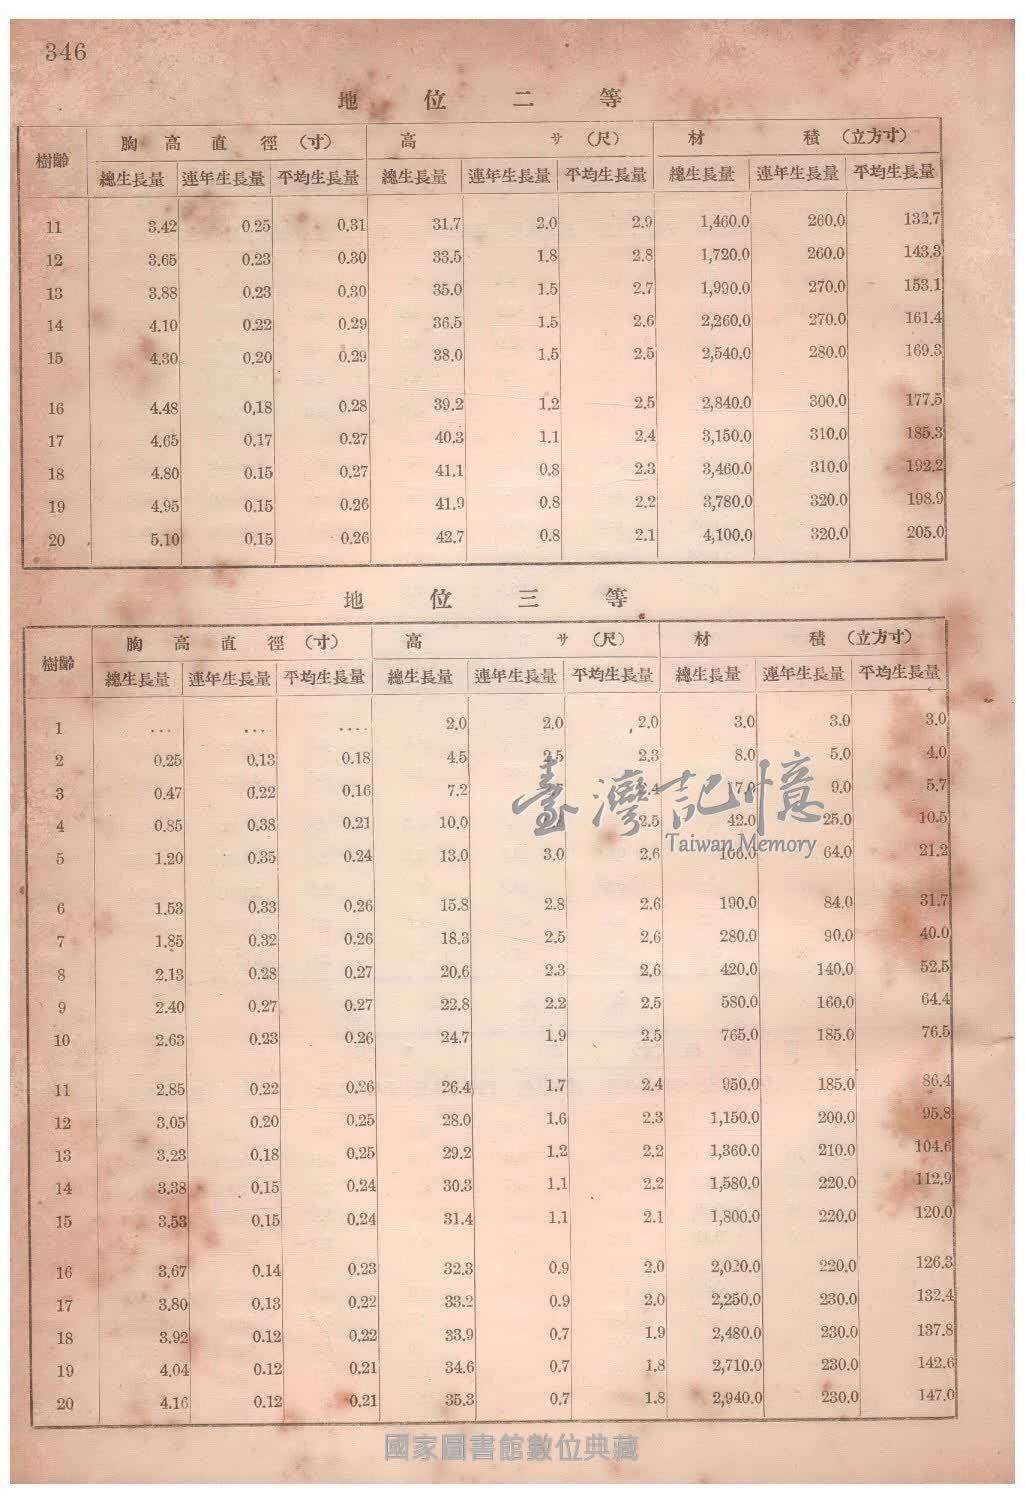 346
地位二等
樹齡 胸高直徑（寸） 高サ（尺） 材積（立方寸）
總生長量 連年生長量 平均生長量 總生長量 連年生長量 平均生長量 總生長量 連年生長量 平均生長量
11 3.42 0.25 0.31 31.7 2.0 2.9 1,460.0 260.0 132.7
12 3.65 0.23 0.30 33.5 1.8 2.8 1,720.0 260.0 143.3
13 3.88 0.23 0.30 35.0 1.5 2.7 1,990.0 270.0 153.1
14 4.10 0.22 0.29 36.5 1.5 2.6 2,260.0 270.0 161.4
15 4.30 0.20 0.29 38.0 1.5 2.5 2,540.0 280.0 169.3
16 4.48 0.18 0.28 39.2 1.2 2.5 2,840.0 300.0 177.5
17 4.65 0.17 0.27 40.3 1.1 2.4 3,150.0 310.0 185.3
18 4.80 0.15 0.27 41.1 0.8 2.3 3,460.0 310.0 192.2
19 4.95 0.15 0.26 41.9 0.8 2.2 3,780.0 320.0 198.9
20 5.10 0.15 0.26 42.7 0.8 2.1 4,100.0 320.0 205.0
地位三等
樹齡 胸高直徑（寸） 高サ（尺） 材積（立方寸）
總生長量 連年生長量 平均生長量 總生長量 連年生長量 平均生長量 總生長量 連年生長量 平均生長量
1 ... ... .... 2.0 2.0 2.0 3.0 3.0 3.0
2 0.25 0.13 0.18 4.5 2.5 2.3 8.0 5.0 4.0
3 0.47 0.22 0.16 7.2 9.0 5.7
4 0.85 0.38 0.21 10.0 2.5 42.0 25.0 10.5
5 1.20 0.35 0.24 13.0 3.0 2.6 106.0 64.0 21.2
6 1.53 0.33 0.26 15.8 2.8 2.6 190.0 84.0 31.7
7 1.85 0.32 0.26 18.3 2.5 2.6 280.0 90.0 40.0
8 2.13 0.28 0.27 20.6 2.3 2.6 420.0 140.0 52.5
9 2.40 0.27 0.27 22.8 2.2 2.5 580.0 160.0 64.4
10 2.63 0.23 0.26 24.7 1.9 2.5 765.0 185.0 76.5
11 2.85 0.22 0.26 26.4 1.7 2.4 950.0 185.0 86.4
12 3.05 0.20 0.25 28.0 1.6 2.3 1,150.0 200.0 95.8
13 3.23 0.18 0.25 29.2 1.2 2.2 1,360.0 210.0 104.6
14 3.38 0.15 0.24 30.3 1.1 2.2 1,580.0 220.0 112.9
15 3.53 0.15 0.24 31.4 1.1 2.1 1,800.0 220.0 120.0
16 3.67 0.14 0.23 32.3 0.9 2.0 2,020.0 220.0 126.3
17 3.80 0.13 0.22 33.2 0.9 2.0 2,250.0 230.0 132.4
18 3.92 0.12 0.22 33.9 0.7 1.9 2,480.0 230.0 137.8
19 4.04 0.12 0.21 34.6 0.7 1.8 2,710.0 230.0 142.6
20 4.16 0.12 0.21 35.3 0.7 1.8 2,940.0 230.0 147.0
臺灣記憶
Taiwan Memory
國家圖書館數位典藏